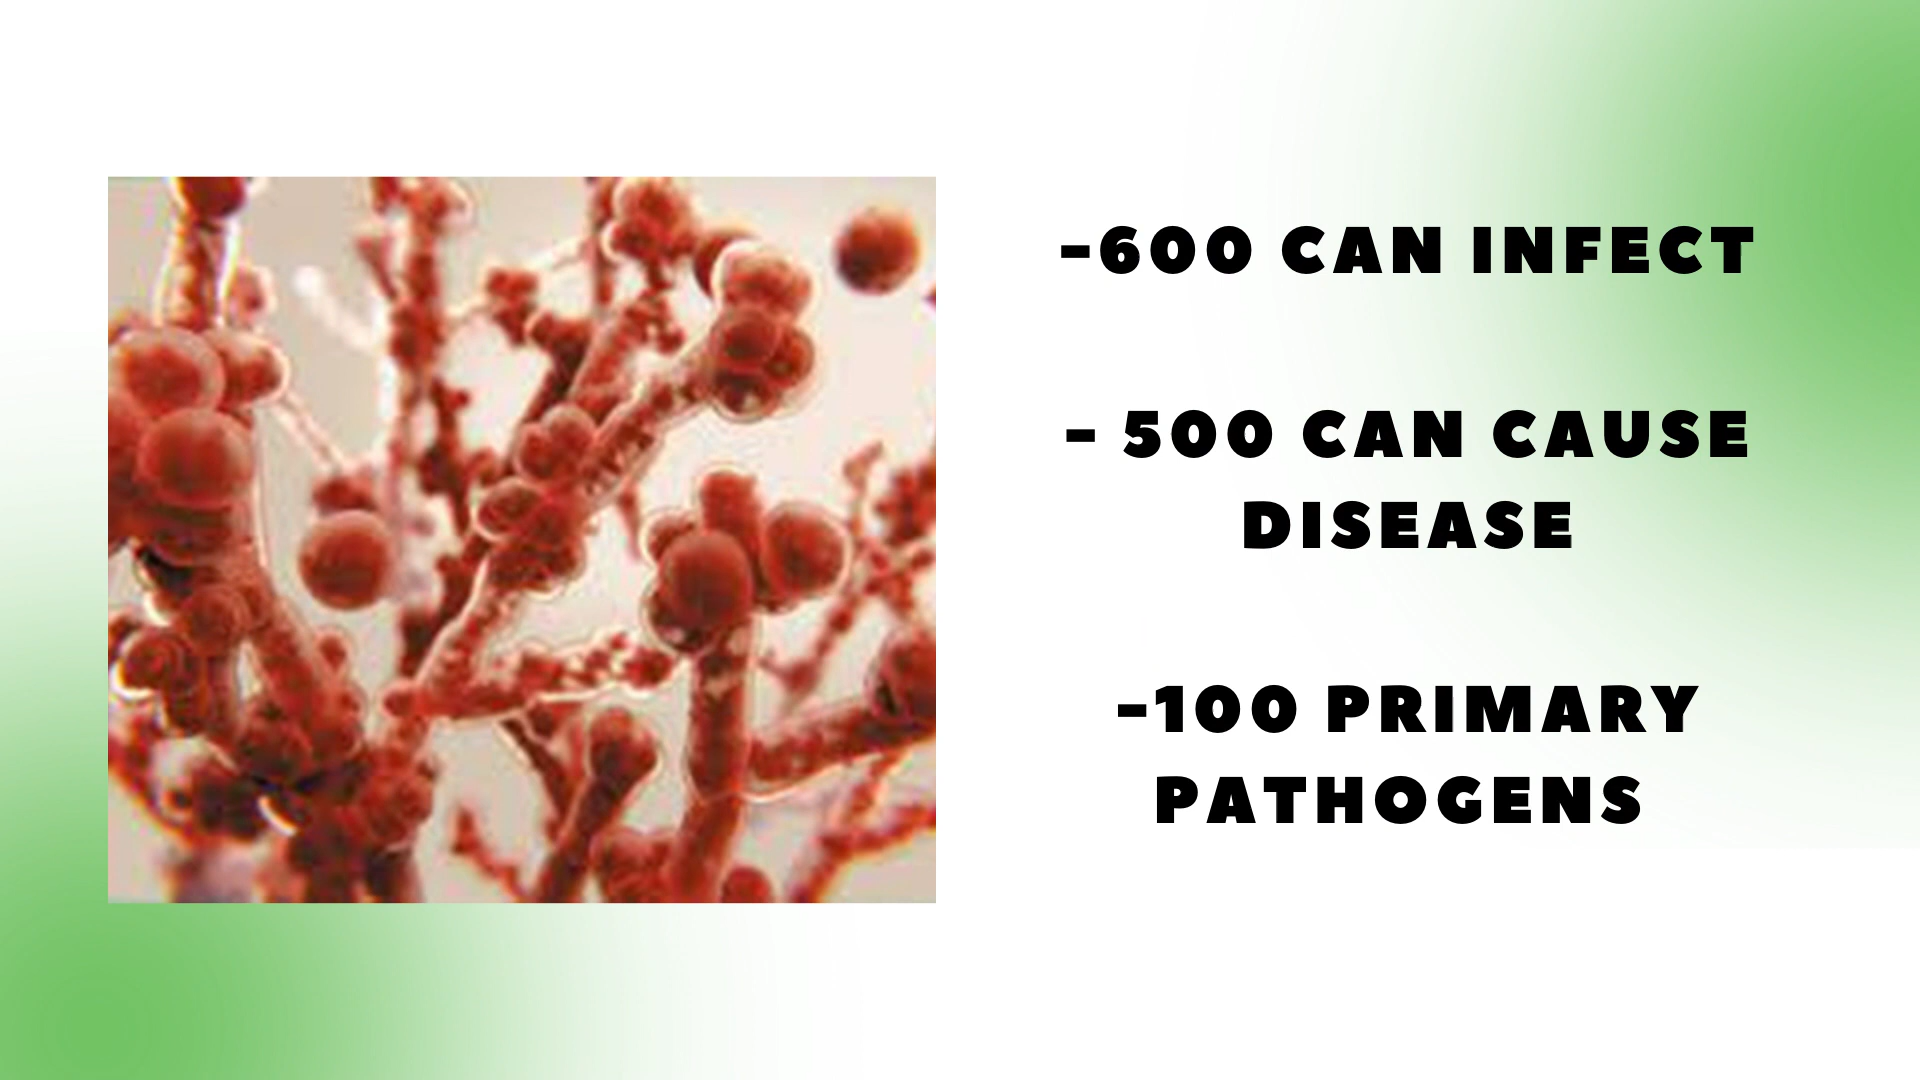 -600 CAN INFECT
- 500 CAN CAUSE
DISEASE
-100 PRIMARY
PATHOGENS